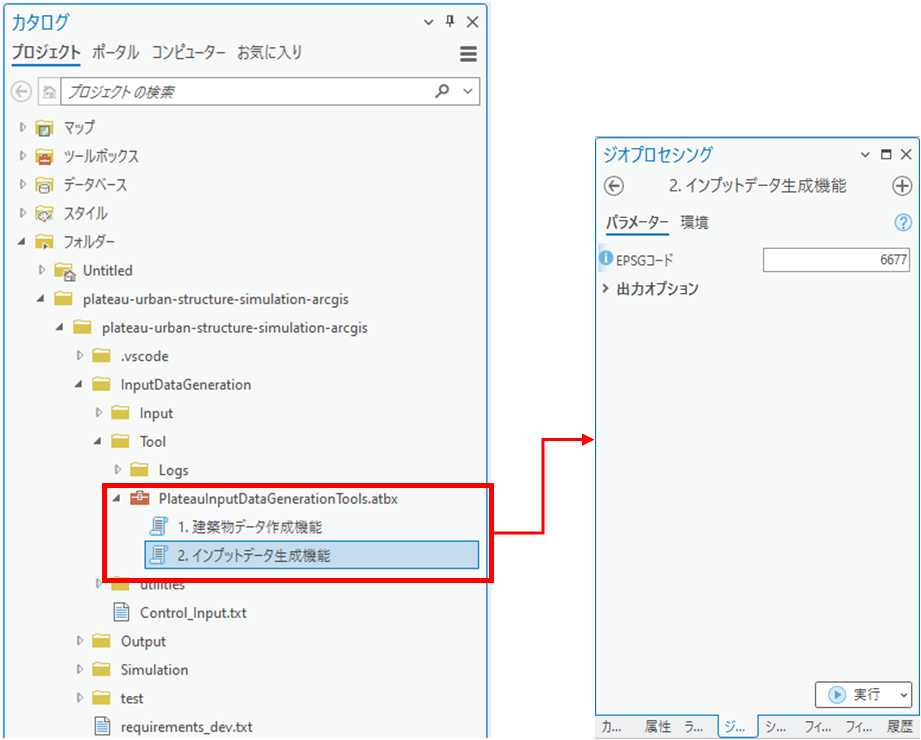 カタログ
プロジェクト ポータル コンピューター お気に入り
プロジェクト の検索
マップ
ツールボックス
データベース
スタイル
フォルダー
Untitled
plateau-urban-structure-simulation-arcgis
plateau-urban-structure-simulation-arcgis
.vscode
InputDataGeneration
Input
Tool
Logs
PlateauInputDataGenerationTools.atbx
1. 建築物データ作成機能
2. インプットデータ生成機能
utilities
Control_Input.txt
Output
Simulation
test
requirements_dev.txt
ジオプロセシング
2. インプットデータ生成機能
パラメーター 環境
EPSGコード 6677
出力オプション
実行
カ... 属性 ラ... ジ... シ... フィ... フィ... 履歴